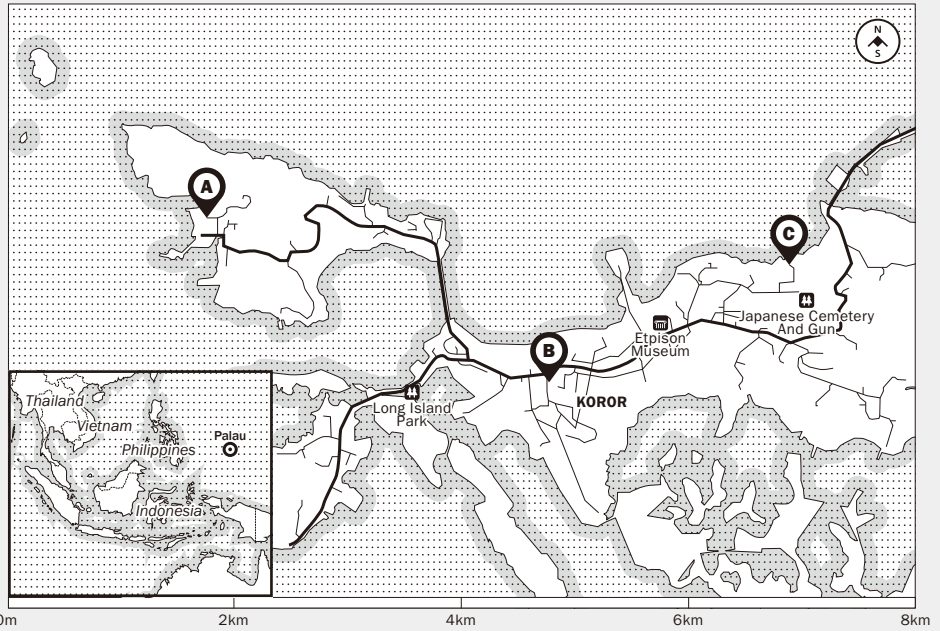 N
S
A
C
Japanese Cemetery
And Gun
Etpison
Museum
B
KOROR
Long Island
Park
Thailand
Vietnam
Philippines
Palau
Indonesia
0m
2km
4km
6km
8km